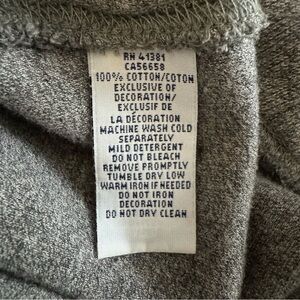 RN 41381
CA56658
100% COTTON/COTON
EXCLUSIVE OF
DECORATION/
EXCLUSIF DE
LA DÉCORATION
MACHINE WASH COLD
SEPARATELY
MILD DETERGENT
DO NOT BLEACH
REMOVE PROMPTLY
TUMBLE DRY LOW
WARM IRON IF NEEDED
DO NOT IRON
DECORATION
DO NOT DRY CLEAN